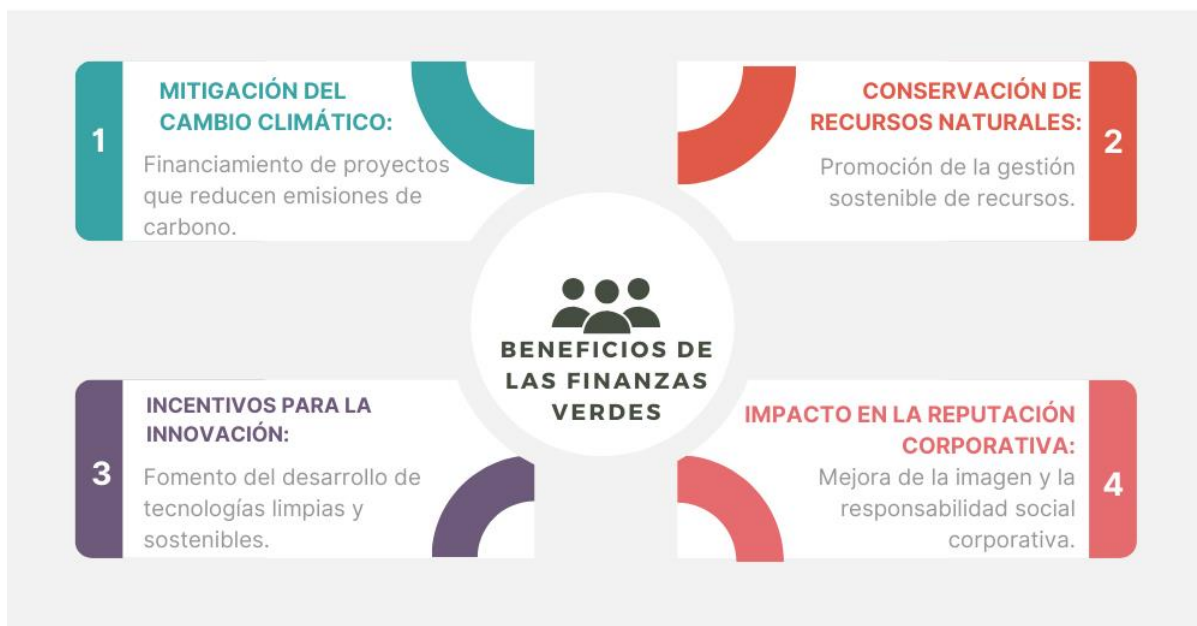 1
MITIGACIÓN DEL
CAMBIO CLIMÁTICO:
Financiamiento de proyectos
que reducen emisiones de
carbono.
CONSERVACIÓN DE
RECURSOS NATURALES:
2
Promoción de la gestión
sostenible de recursos.
BENEFICIOS DE
LAS FINANZAS
VERDES
3
INCENTIVOS PARA LA
INNOVACIÓN:
Fomento del desarrollo de
tecnologías limpias y
sostenibles.
IMPACTO EN LA REPUTACIÓN
CORPORATIVA:
4
Mejora de la imagen y la
responsabilidad social
corporativa.